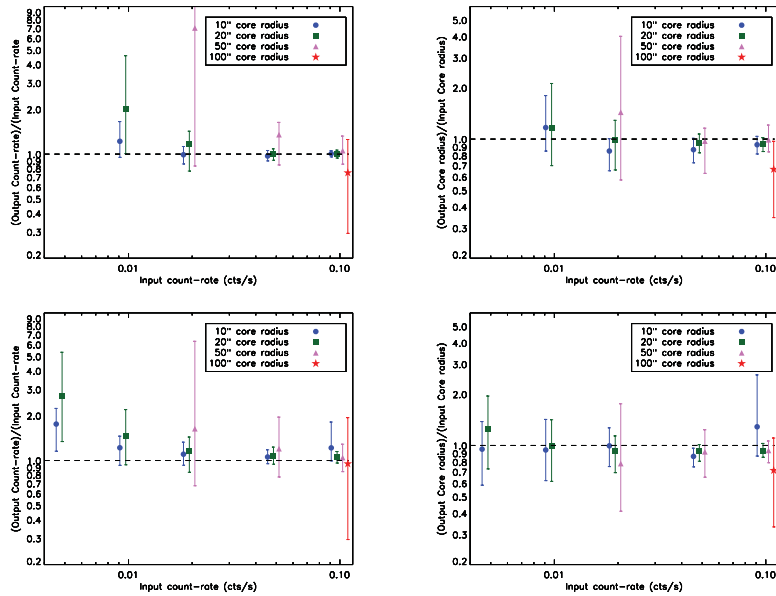 (Output Count-rate)/(Input Count-rate
9.0
8.0
7.0
6.0
5.0
4.0
3.0
2.0
1.0
0.9
0.8
0.7
0.6
0.5
0.4
0.3
0.2
10" core radius
20" core radius
50" core radius
100" core radius
0.01
0.10
Input count-rate (cts/s)
(Output Core radius)/(Input Core radius)
5.0
4.0
3.0
2.0
1.0
0.9
0.8
0.7
0.6
0.5
0.4
0.3
0.2
10" core radius
20" core radius
50" core radius
100" core radius
0.01
0.10
Input count-rate (cts/s)
(Output Count-rate)/(Input Count-rate
9.0
8.0
7.0
6.0
5.0
4.0
3.0
2.0
1.0
0.9
0.8
0.7
0.6
0.5
0.4
0.3
0.2
10" core radius
20" core radius
50" core radius
100" core radius
0.01
0.10
Input count-rate (cts/s)
(Output Core radius)/(Input Core radius)
5.0
4.0
3.0
2.0
1.0
0.9
0.8
0.7
0.6
0.5
0.4
0.3
0.2
10" core radius
20" core radius
50" core radius
100" core radius
0.01
0.10
Input count-rate (cts/s)